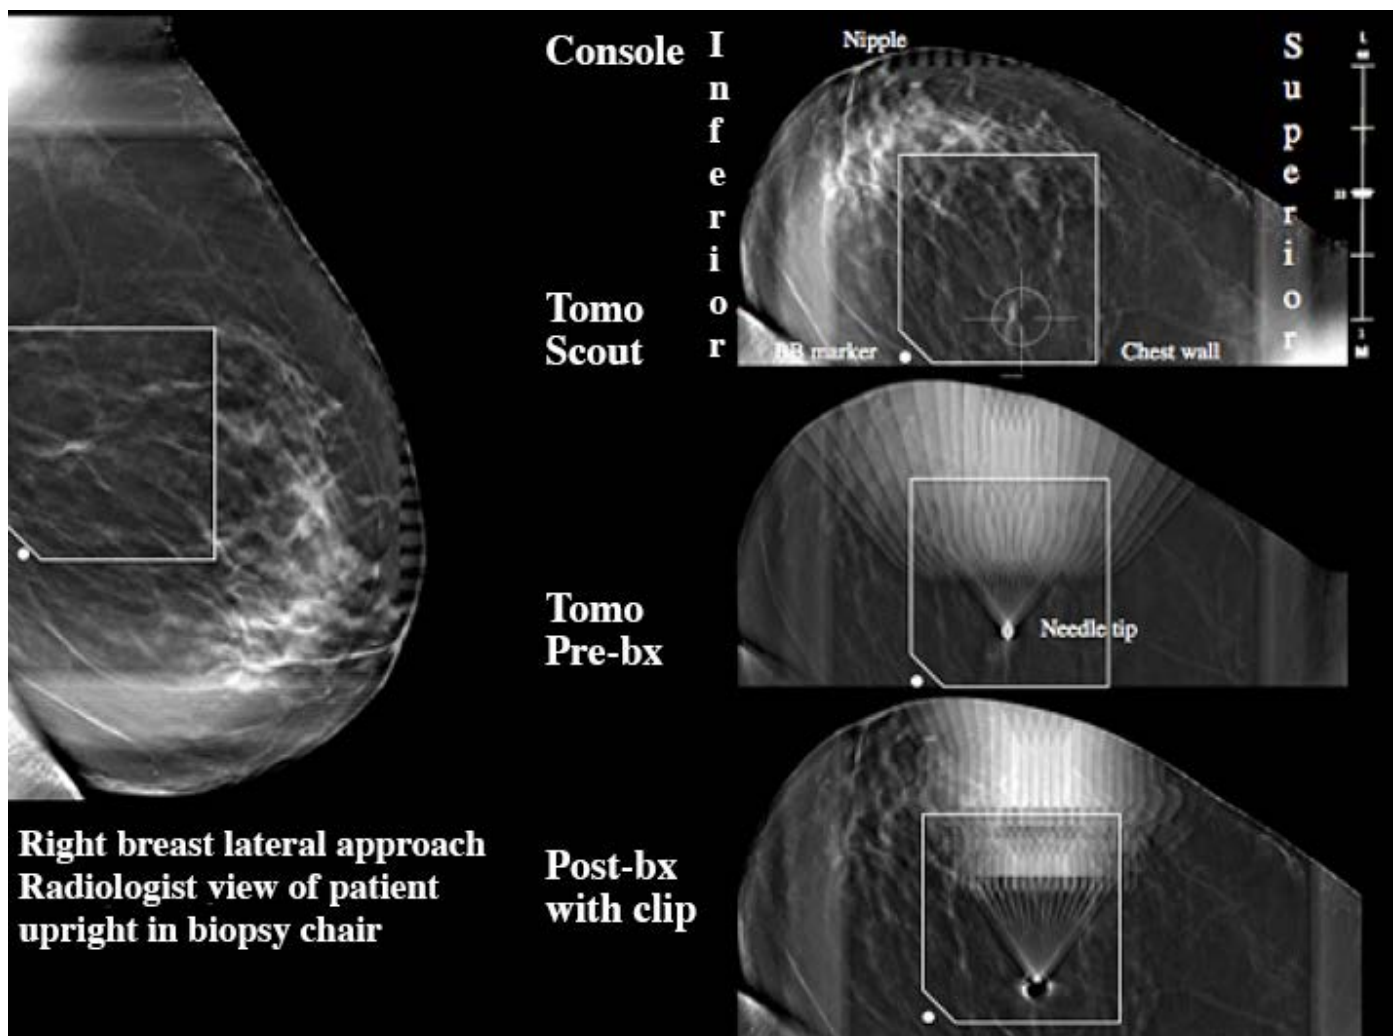 Console
Inferior
Nipple
Superior
Tomo
Scout
BB marker
Chest wall
Tomo
Pre-bx
Needle tip
Right breast lateral approach
Radiologist view of patient
upright in biopsy chair
Post-bx
with clip